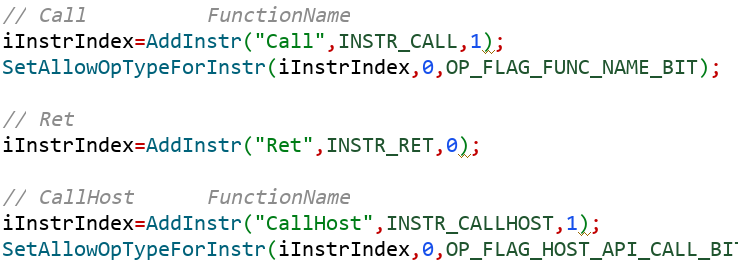 // Call          FunctionName
iInstrIndex=AddInstr("Call",INSTR_CALL,1);
SetAllowOpTypeForInstr(iInstrIndex,0,OP_FLAG_FUNC_NAME_BIT);
// Ret
iInstrIndex=AddInstr("Ret",INSTR_RET,0);
// CallHost      FunctionName
iInstrIndex=AddInstr("CallHost",INSTR_CALLHOST,1);
SetAllowOpTypeForInstr(iInstrIndex,0,OP_FLAG_HOST_API_CALL_BIT